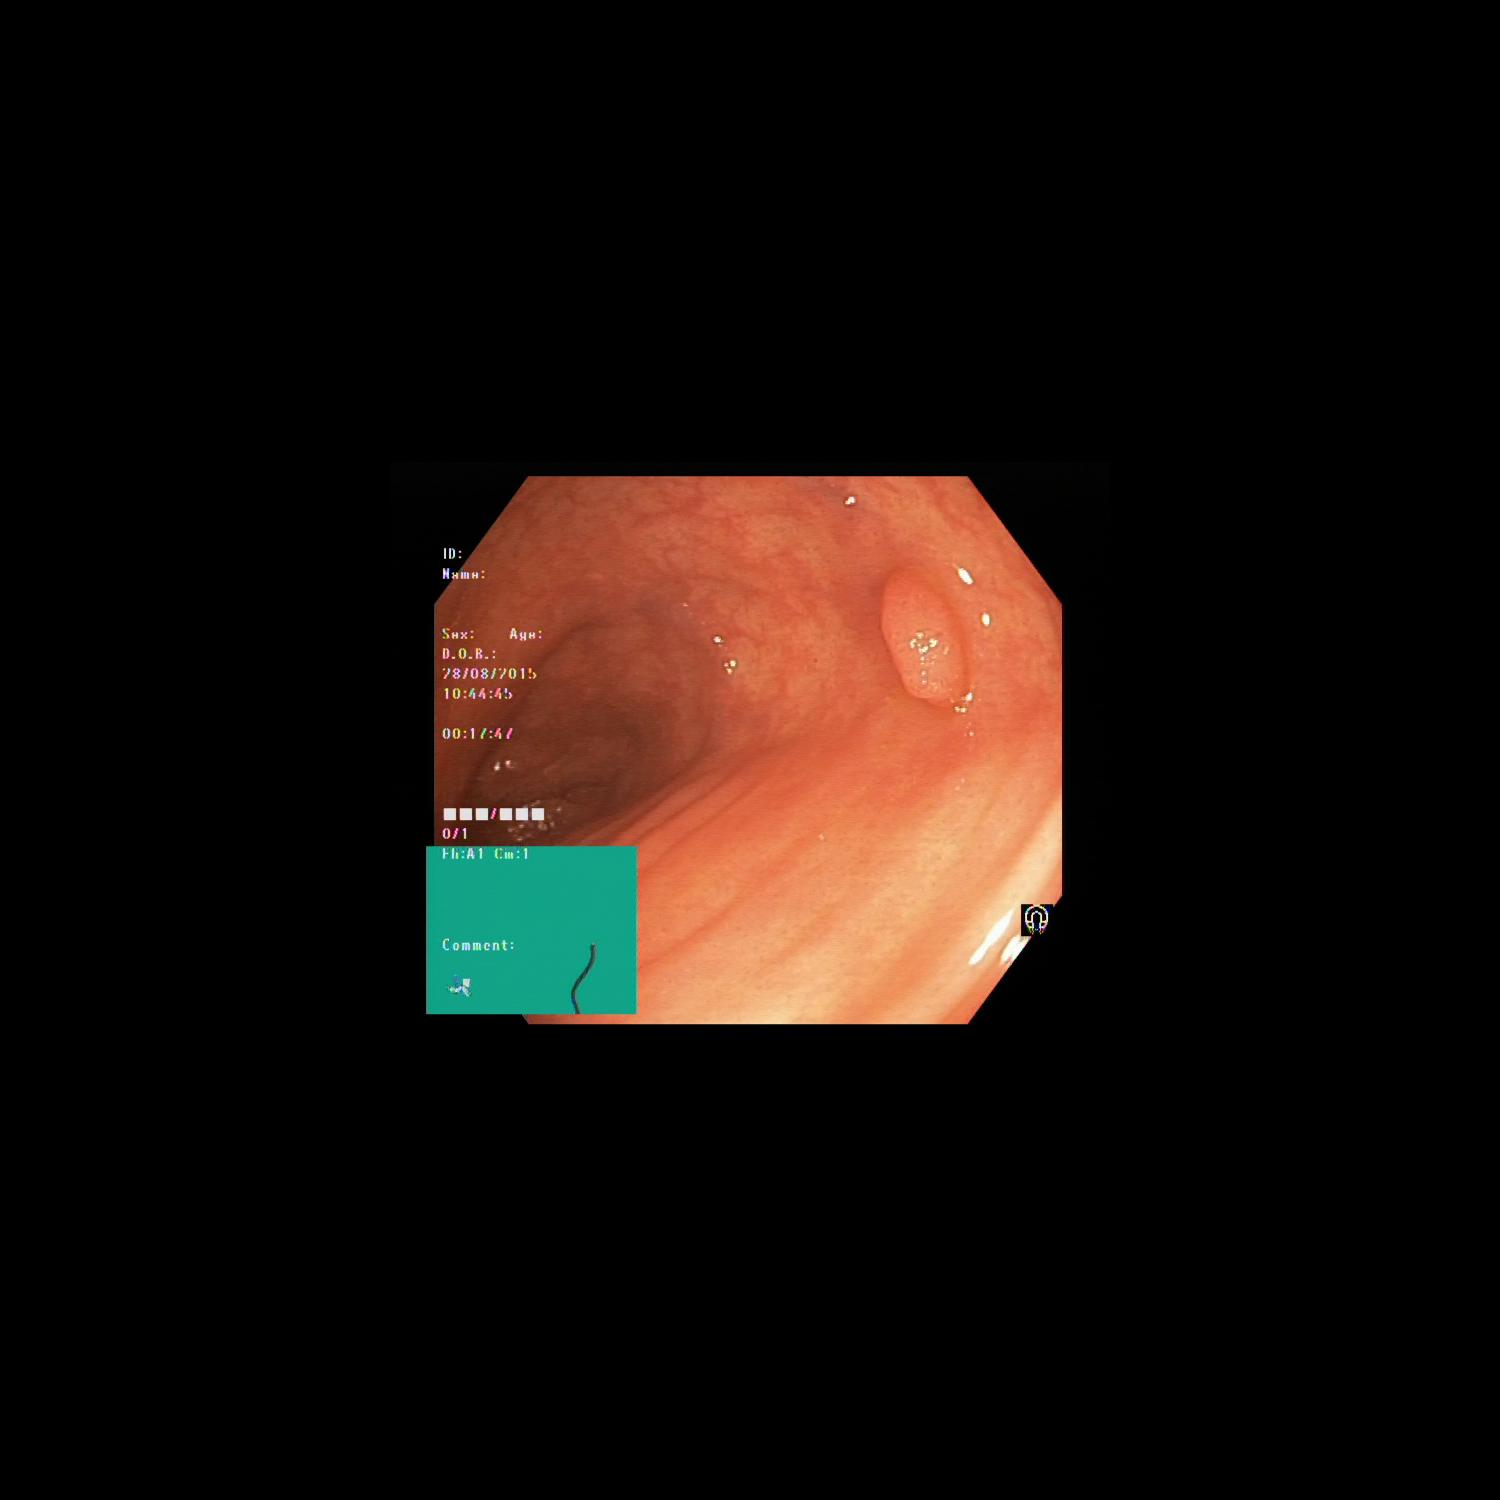 ID:
Name:
Sex: Age:
D.O.B.:
28/08/2015
10:44:45
00:17:47
■■■/■■■
0/1
Eh:A1 Cm:1
Comment: